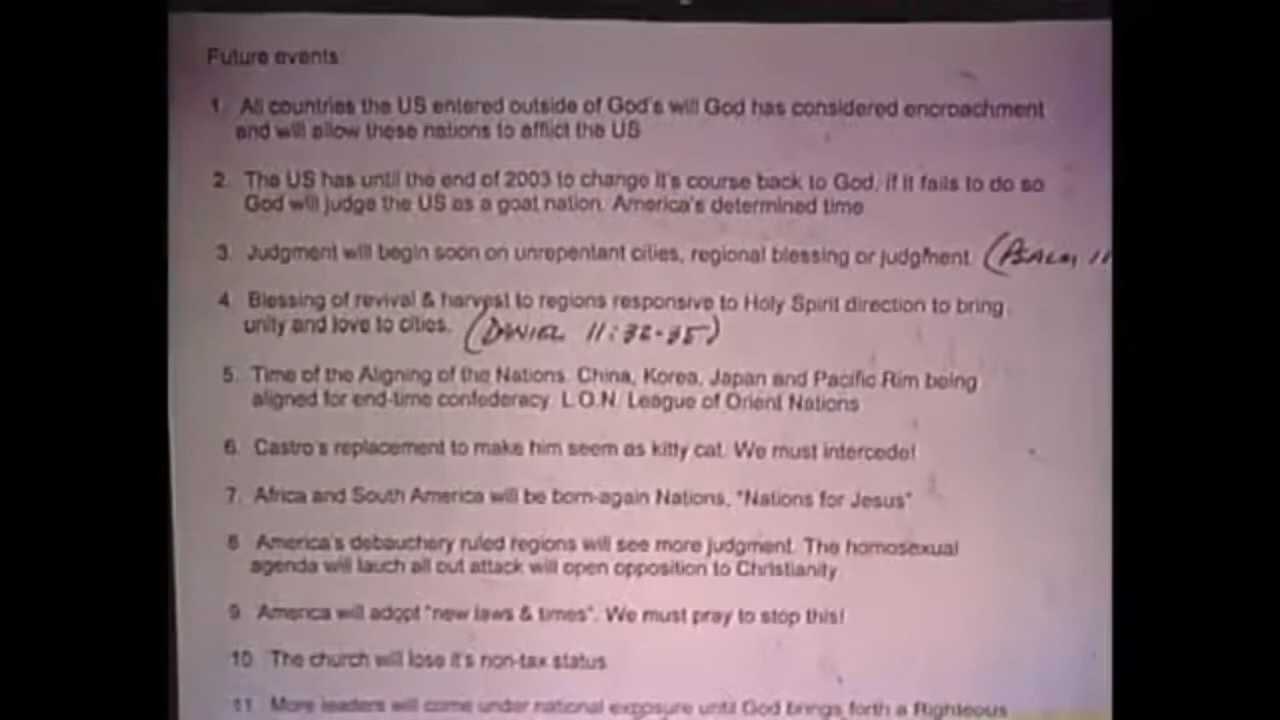 Future events
1. All countries the US entered outside of God's will God has considered encroachment
and will allow these nations to afflict the US
2. The US has until the end of 2003 to change it's course back to God, if it fails to do so
God will judge the US as a goat nation. America's determined time
3. Judgment will begin soon on unrepentant cities, regional blessing or judgment. (PSALM 11
4. Blessing of revival & harvest to regions responsive to Holy Spirit direction to bring
unity and love to cities. (DANIEL 11:32-35)
5. Time of the Aligning of the Nations. China, Korea, Japan and Pacific Rim being
aligned for end-time confederacy. L.O.N. League of Orient Nations
6. Castro's replacement to make him seem as kitty cat. We must intercede!
7. Africa and South America will be born-again Nations, "Nations for Jesus"
8 America's debauchery ruled regions will see more judgment. The homosexual
agenda will lauch all out attack will open opposition to Christianity
9 America will adopt "new laws & times". We must pray to stop this!
10 The church will lose it's non-tax status
11 More leaders will come under national exposure until God brings forth a Righteous